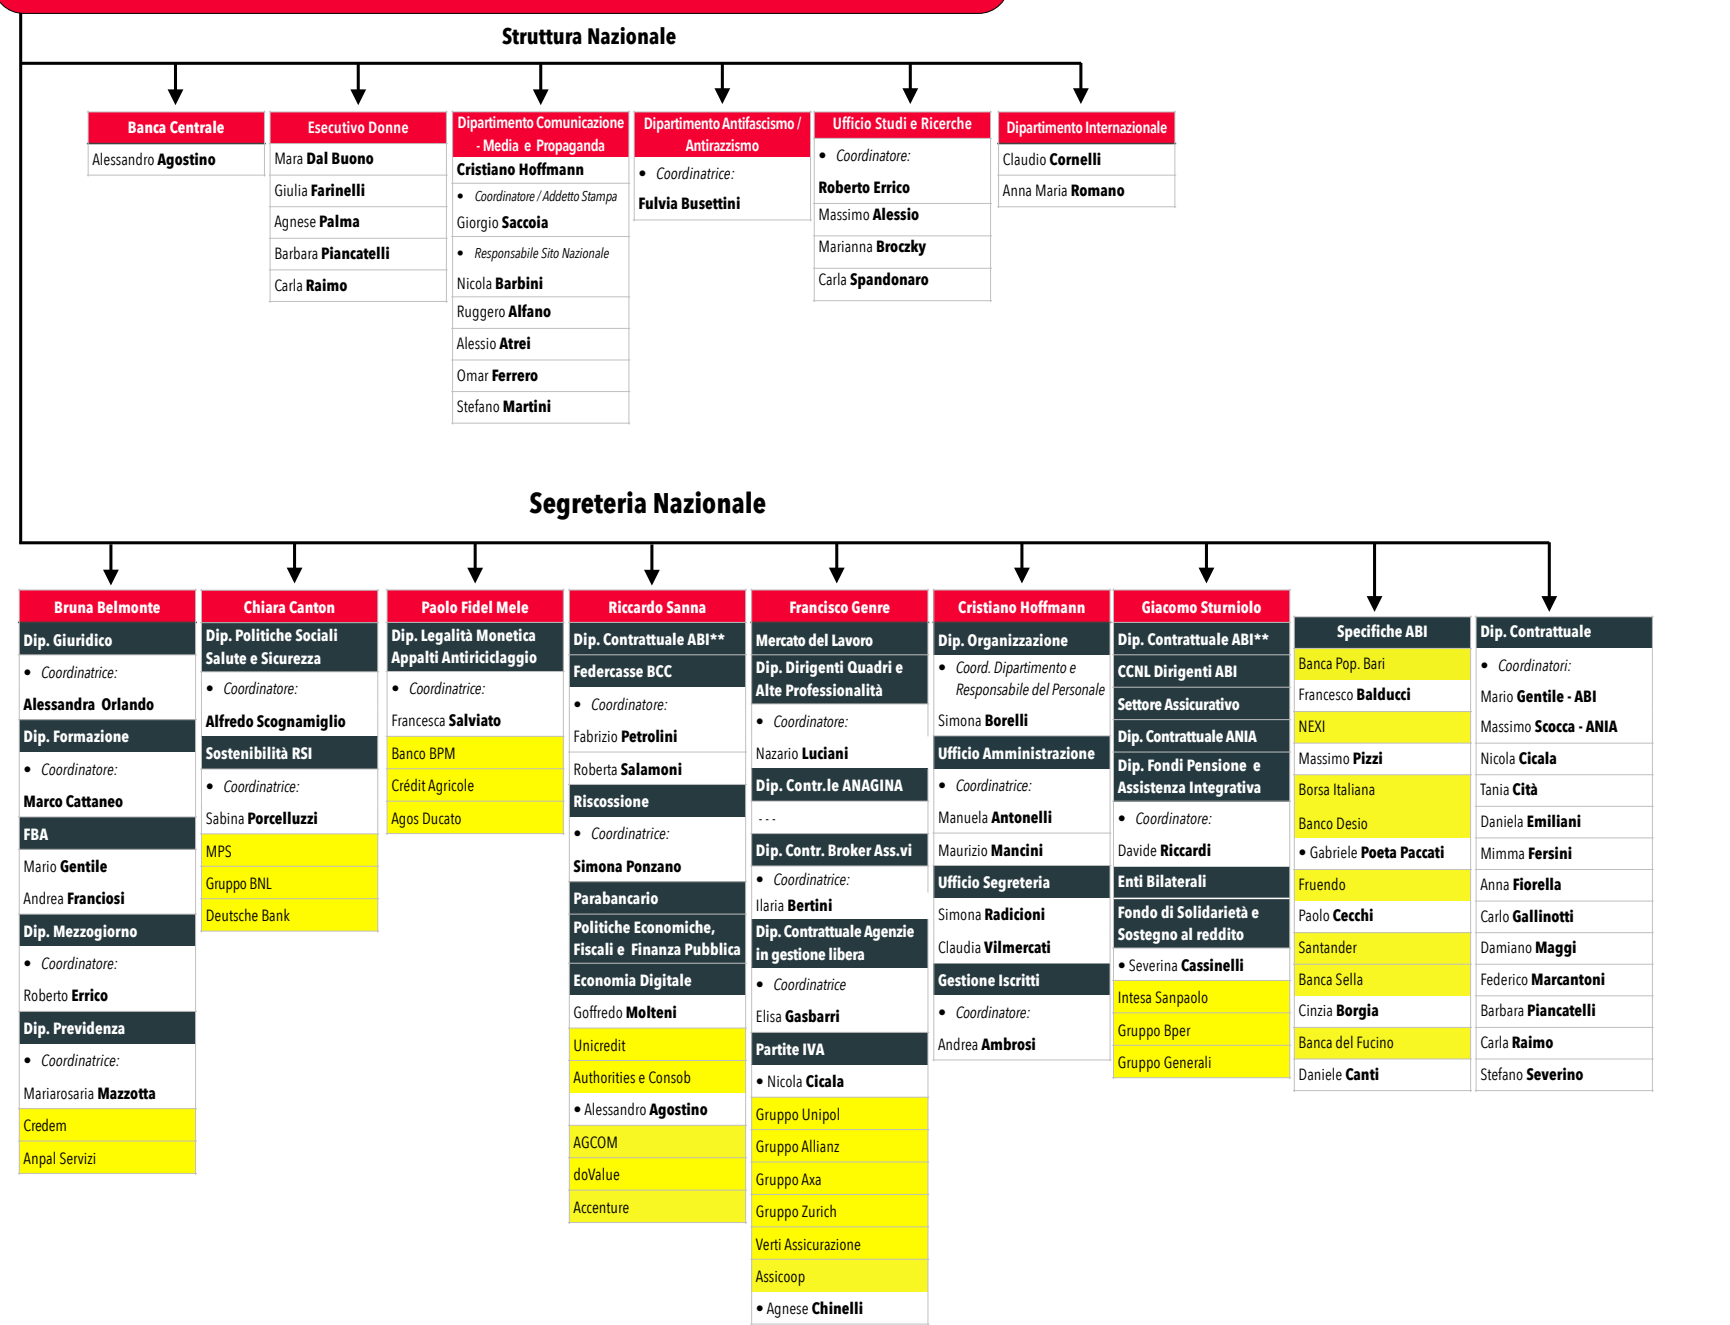 Struttura Nazionale
Banca Centrale
Alessandro Agostino
Esecutivo Donne
Mara Dal Buono
Giulia Farinelli
Agnese Palma
Barbara Piancatelli
Carla Raimo
Dipartimento Comunicazione
- Media e Propaganda
Cristiano Hoffmann
• Coordinatore / Addetto Stampa
Giorgio Saccoia
• Responsabile Sito Nazionale
Nicola Barbini
Ruggero Alfano
Alessio Atrei
Omar Ferrero
Stefano Martini
Dipartimento Antifascismo /
Antirazzismo
• Coordinatrice:
Fulvia Busettini
Ufficio Studi e Ricerche
• Coordinatore:
Roberto Errico
Massimo Alessio
Marianna Broczky
Carla Spandonaro
Dipartimento Internazionale
Claudio Cornelli
Anna Maria Romano
Segreteria Nazionale
Bruna Belmonte
Dip. Giuridico
• Coordinatrice:
Alessandra Orlando
Dip. Formazione
• Coordinatore:
Marco Cattaneo
FBA
Mario Gentile
Andrea Franciosi
Dip. Mezzogiorno
• Coordinatore:
Roberto Errico
Dip. Previdenza
• Coordinatrice:
Mariarosaria Mazzotta
Credem
Anpal Servizi
Chiara Canton
Dip. Politiche Sociali
Salute e Sicurezza
• Coordinatore:
Alfredo Scognamiglio
Sostenibilità RSI
• Coordinatrice:
Sabina Porcelluzzi
MPS
Gruppo BNL
Deutsche Bank
Paolo Fidel Mele
Dip. Legalità Monetica
Appalti Antiriciclaggio
• Coordinatrice:
Francesca Salviato
Banco BPM
Crédit Agricole
Agos Ducato
Riccardo Sanna
Dip. Contrattuale ABI**
Federcasse BCC
• Coordinatore:
Fabrizio Petrolini
Roberta Salamoni
Riscossione
• Coordinatrice:
Simona Ponzano
Parabancario
Politiche Economiche,
Fiscali e Finanza Pubblica
Economia Digitale
Goffredo Molteni
Unicredit
Authorities e Consob
• Alessandro Agostino
AGCOM
doValue
Accenture
Francisco Genre
Mercato del Lavoro
Dip. Dirigenti Quadri e
Alte Professionalità
• Coordinatore:
Nazario Luciani
Dip. Contr.le ANAGINA
- - -
Dip. Contr. Broker Ass.vi
• Coordinatrice:
Ilaria Bertini
Dip. Contrattuale Agenzie
in gestione libera
• Coordinatrice
Elisa Gasbarri
Partite IVA
• Nicola Cicala
Gruppo Unipol
Gruppo Allianz
Gruppo Axa
Gruppo Zurich
Verti Assicurazione
Assicoop
• Agnese Chinelli
Cristiano Hoffmann
Dip. Organizzazione
• Coord. Dipartimento e
Responsabile del Personale
Simona Borelli
Ufficio Amministrazione
• Coordinatrice:
Manuela Antonelli
Maurizio Mancini
Ufficio Segreteria
Simona Radicioni
Claudia Vilmercati
Gestione Iscritti
• Coordinatore:
Andrea Ambrosi
Giacomo Sturniolo
Dip. Contrattuale ABI**
CCNL Dirigenti ABI
Settore Assicurativo
Dip. Contrattuale ANIA
Dip. Fondi Pensione e
Assistenza Integrativa
• Coordinatore:
Davide Riccardi
Enti Bilaterali
Fondo di Solidarietà e
Sostegno al reddito
• Severina Cassinelli
Intesa Sanpaolo
Gruppo Bper
Gruppo Generali
Specifiche ABI
Banca Pop. Bari
Francesco Balducci
NEXI
Massimo Pizzi
Borsa Italiana
Banco Desio
• Gabriele Poeta Paccati
Fruendo
Paolo Cecchi
Santander
Banca Sella
Cinzia Borgia
Banca del Fucino
Daniele Canti
Dip. Contrattuale
• Coordinatori:
Mario Gentile - ABI
Massimo Scocca - ANIA
Nicola Cicala
Tania Cità
Daniela Emiliani
Mimma Fersini
Anna Fiorella
Carlo Gallinotti
Damiano Maggi
Federico Marcantoni
Barbara Piancatelli
Carla Raimo
Stefano Severino